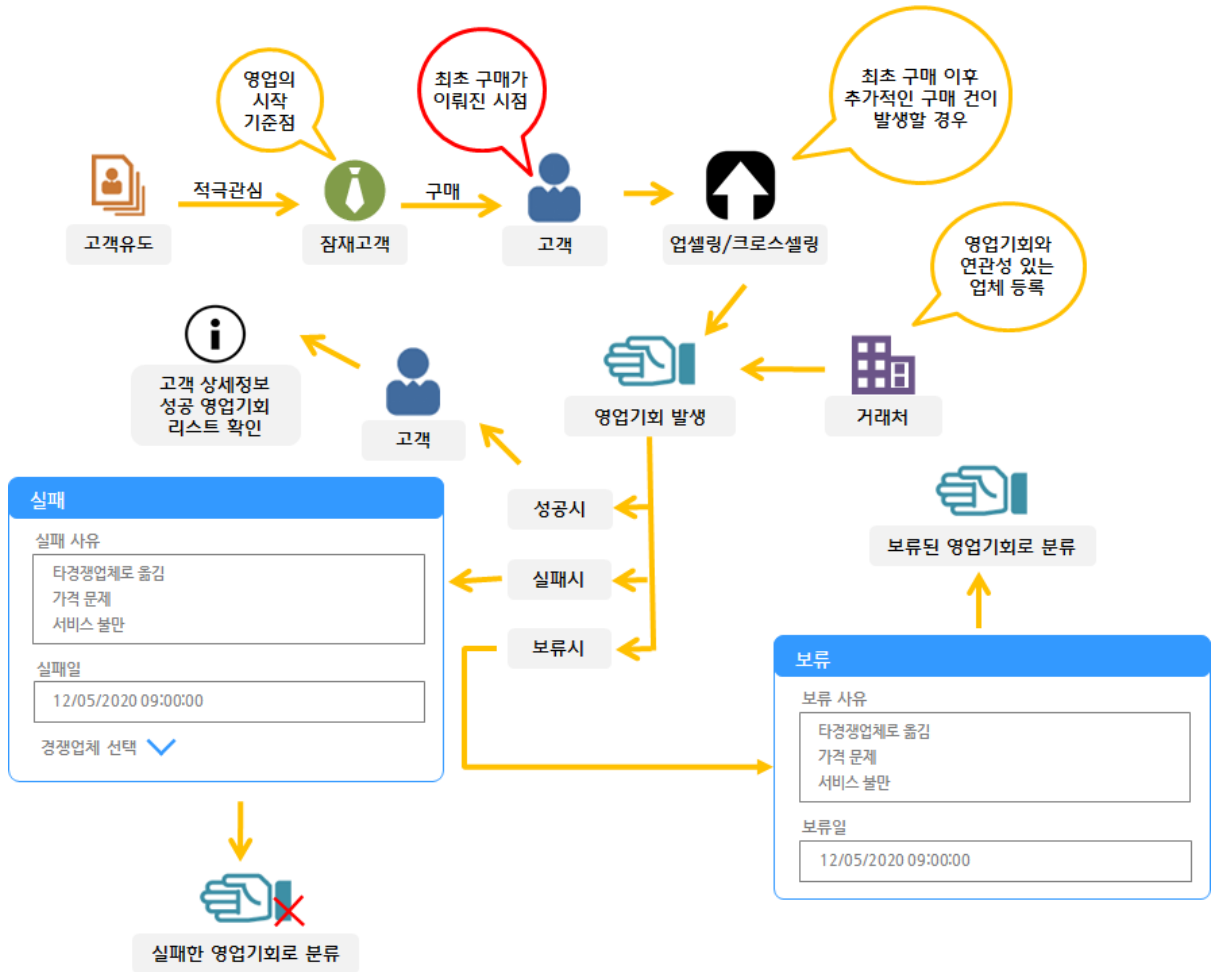 영업의
시작
기준점
최초 구매가
이뤄진 시점
최초 구매 이후
추가적인 구매 건이
발생할 경우
적극관심
구매
고객유도
잠재고객
고객
업셀링/크로스셀링
영업기회와
연관성 있는
업체 등록
고객 상세정보
성공 영업기회
리스트 확인
고객
영업기회 발생
거래처
성공시
실패시
보류시
보류된 영업기회로 분류
실패
실패 사유
타경쟁업체로 옮김
가격 문제
서비스 불만
실패일
12/05/2020 09:00:00
경쟁업체 선택
보류
보류 사유
타경쟁업체로 옮김
가격 문제
서비스 불만
보류일
12/05/2020 09:00:00
실패한 영업기회로 분류